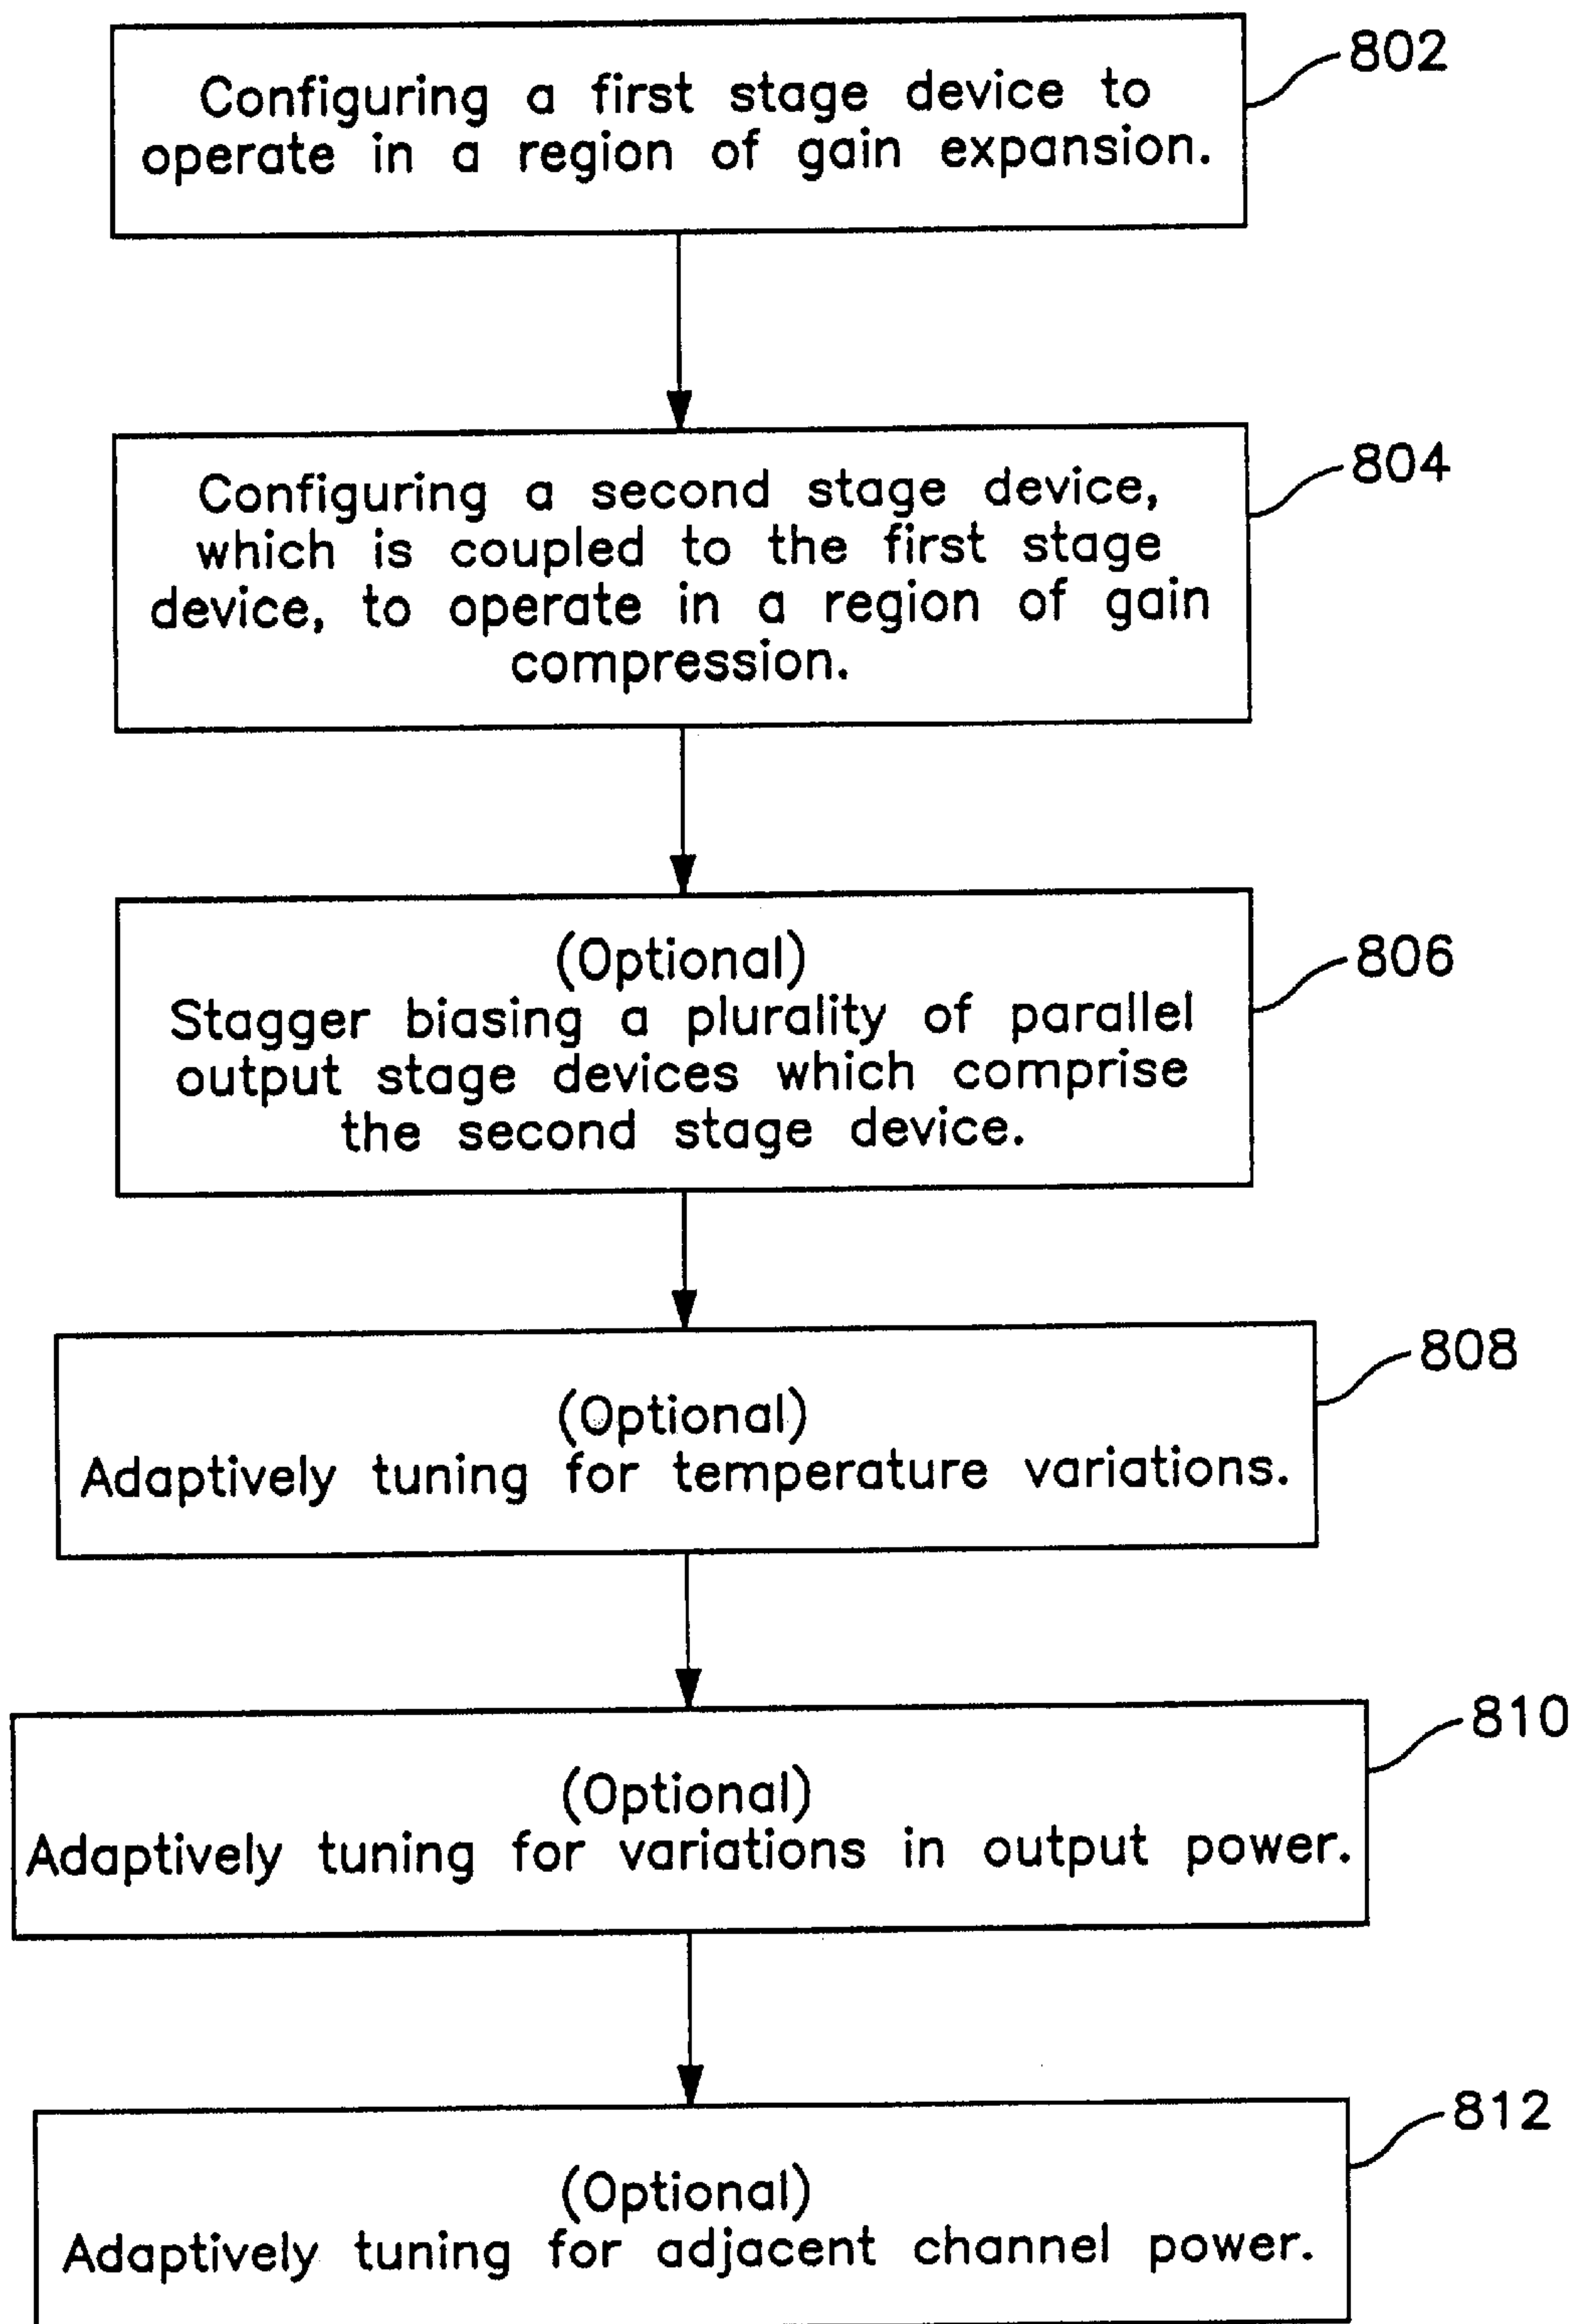 Configuring a first stage device to
operate in a region of gain expansion.
802
Configuring a second stage device,
which is coupled to the first stage
device, to operate in a region of gain
compression.
804
(Optional)
Stagger biasing a plurality of parallel
output stage devices which comprise
the second stage device.
806
(Optional)
Adaptively tuning for temperature variations.
808
(Optional)
Adaptively tuning for variations in output power.
810
(Optional)
Adaptively tuning for adjacent channel power.
812